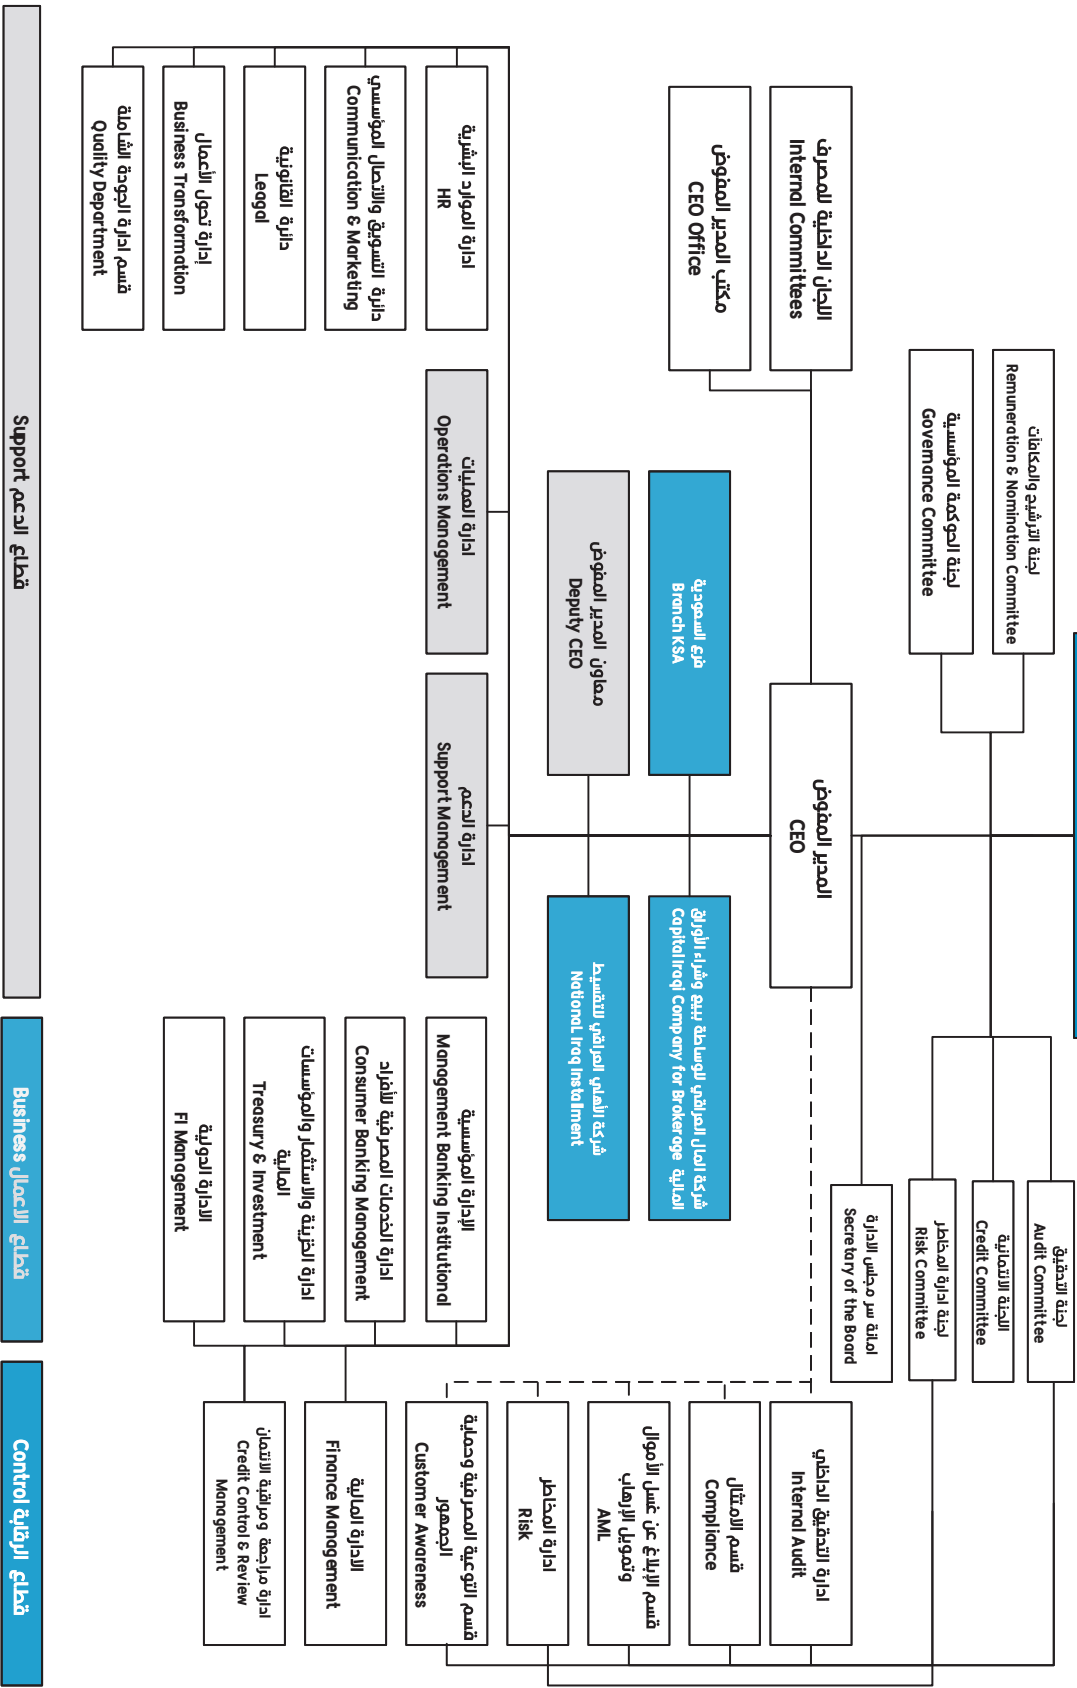 لجنة الترشيح والمكافآت
Remuneration & Nomination Committee
لجنة الحوكمة المؤسسية
Governance Committee
لجنة التدقيق
Audit Committee
اللجنة الائتمانية
Credit Committee
لجنة ادارة المخاطر
Risk Committee
امانة سر مجلس الادارة
Secretary of the Board
اللجان الداخلية للمصرف
Internal Committees
مكتب المدير المفوض
CEO Office
المدير المفوض
CEO
فرع السعودية
Branch KSA
شركة المال العراقي للوساطة ببيع وشراء الأوراق
المالية Capital Iraqi Company for Brokerage
معاون المدير المفوض
Deputy CEO
شركة الأهلي العراقي للتقسيط
National Iraq Installment
ادارة الموارد البشرية
HR
دائرة التسويق والاتصال المؤسسي
Communication & Marketing
دائرة القانونية
Leagal
إدارة تحول الأعمال
Business Transformation
قسم ادارة الجودة الشاملة
Quality Department
ادارة العمليات
Operations Management
ادارة الدعم
Support Management
الإدارة المؤسسية
Management Banking Institutional
ادارة الخدمات المصرفية للأفراد
Consumer Banking Management
ادارة الخزينة والاستثمار والمؤسسات
المالية
Treasury & Investment
الادارة الدولية
FI Management
ادارة التدقيق الداخلي
Internal Audit
قسم الامتثال
Compliance
قسم الإبلاغ عن غسل الأموال
وتمويل الإرهاب
AML
ادارة المخاطر
Risk
قسم التوعية المصرفية وحماية
الجمهور
Customer Awareness
الادارة المالية
Finance Management
ادارة مراجعة ومراقبة الائتمان
Credit Control & Review
Management
قطاع الدعم Support
قطاع الاعمال Business
قطاع الرقابة Control